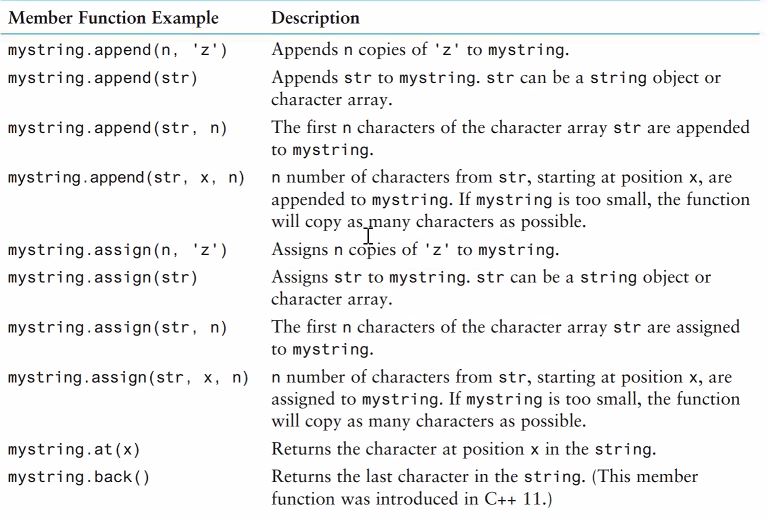 Member Function Example Description
mystring.append(n, 'z') Appends n copies of 'z' to mystring.
mystring.append(str) Appends str to mystring. str can be a string object or
character array.
mystring.append(str, n) The first n characters of the character array str are appended
to mystring.
mystring.append(str, x, n) n number of characters from str, starting at position x, are
appended to mystring. If mystring is too small, the function
will copy as many characters as possible.
mystring.assign(n, 'z') Assigns n copies of 'z' to mystring.
mystring.assign(str) Assigns str to mystring. str can be a string object or
character array.
mystring.assign(str, n) The first n characters of the character array str are assigned
to mystring.
mystring.assign(str, x, n) n number of characters from str, starting at position x, are
assigned to mystring. If mystring is too small, the function
will copy as many characters as possible.
mystring.at(x) Returns the character at position x in the string.
mystring.back() Returns the last character in the string. (This member
function was introduced in C++ 11.)